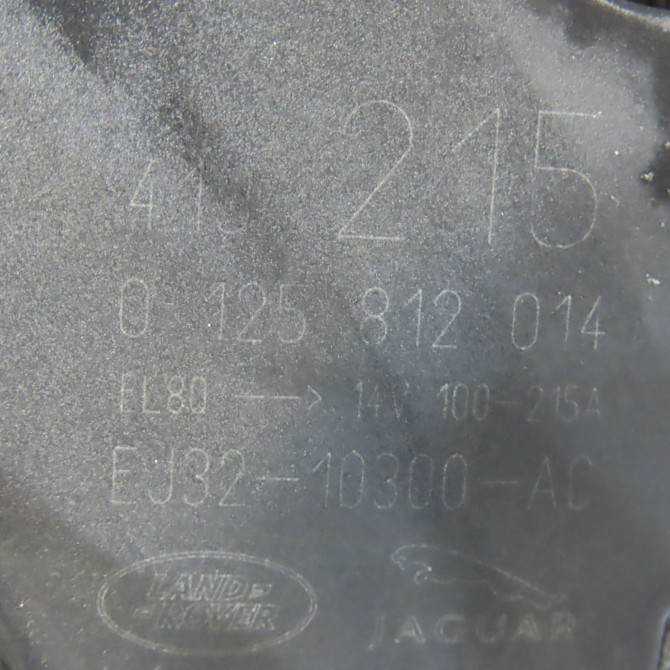 215
0 125 812 014
EL80 —> 14V 100-215A
EJ32-10300-AC
LAND-
-ROVER
JAGUAR